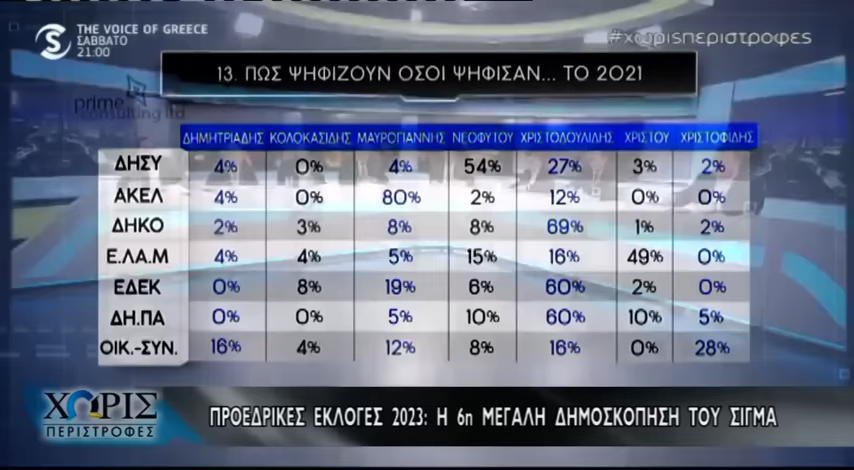 THE VOICE OF GREECE
ΣΑΒΒΑΤΟ
21:00
#χωρισπεριστροφες
13. ΠΩΣ ΨΗΦΙΖΟΥΝ ΟΣΟΙ ΨΗΦΙΣΑΝ... ΤΟ 2021
prime
consulting ltd
ΔΗΜΗΤΡΙΑΔΗΣ ΚΟΛΟΚΑΣΙΔΗΣ ΜΑΥΡΟΓΙΑΝΝΗΣ ΝΕΟΦΥΤΟΥ ΧΡΙΣΤΟΔΟΥΛΙΔΗΣ ΧΡΙΣΤΟΥ ΧΡΙΣΤΟΦΙΔΗΣ
ΔΗΣΥ 4% 0% 4% 54% 27% 3% 2%
ΑΚΕΛ 4% 0% 80% 2% 12% 0% 0%
ΔΗΚΟ 2% 3% 8% 8% 69% 1% 2%
Ε.ΛΑ.Μ 4% 4% 5% 15% 16% 49% 0%
ΕΔΕΚ 0% 8% 19% 6% 60% 2% 0%
ΔΗ.ΠΑ 0% 0% 5% 10% 60% 10% 5%
ΟΙΚ.-ΣΥΝ. 16% 4% 12% 8% 16% 0% 28%
ΧΩΡΙΣ
ΠΕΡΙΣΤΡΟΦΕΣ
ΠΡΟΕΔΡΙΚΕΣ ΕΚΛΟΓΕΣ 2023: Η 6η ΜΕΓΑΛΗ ΔΗΜΟΣΚΟΠΗΣΗ ΤΟΥ ΣΙΓΜΑ